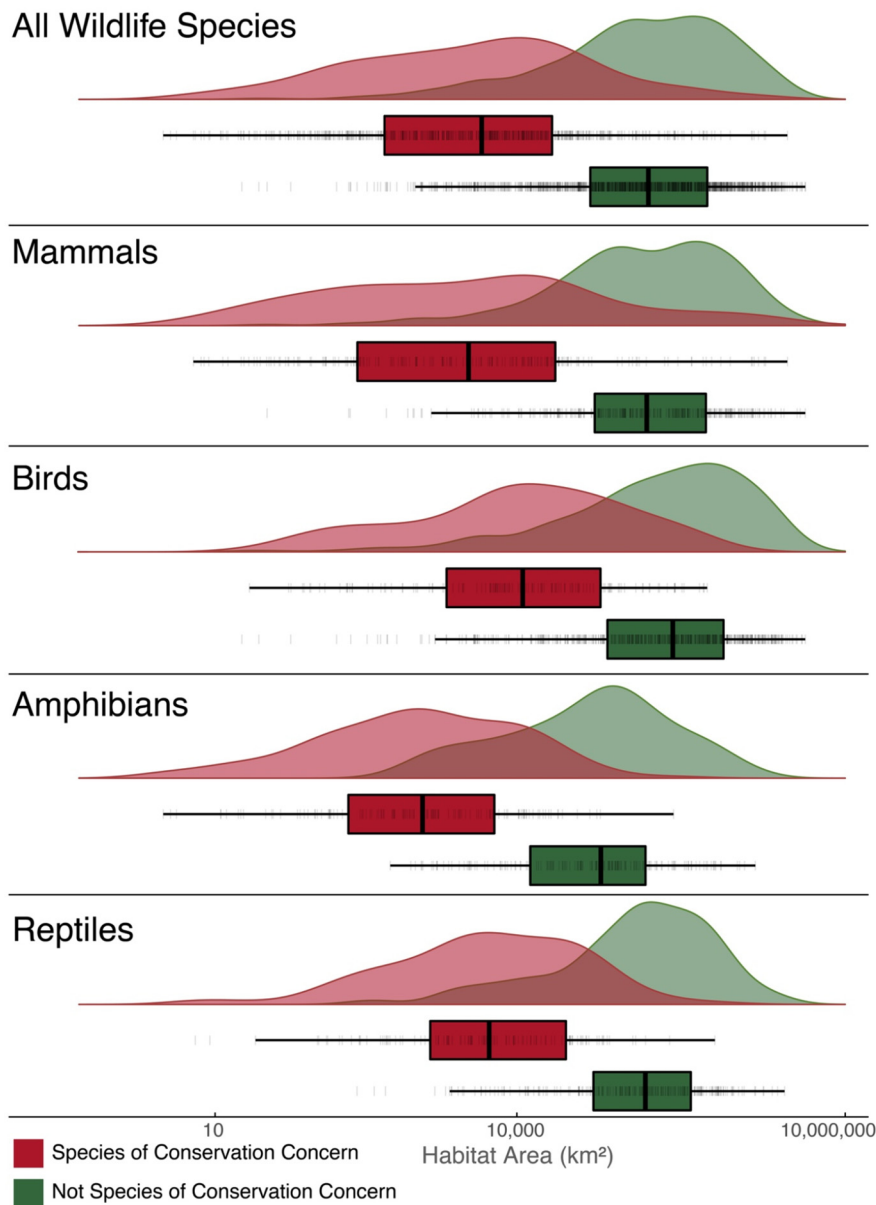 All Wildlife Species
Mammals
Birds
Amphibians
Reptiles
10 10,000 10,000,000
Habitat Area (km²)
Species of Conservation Concern
Not Species of Conservation Concern